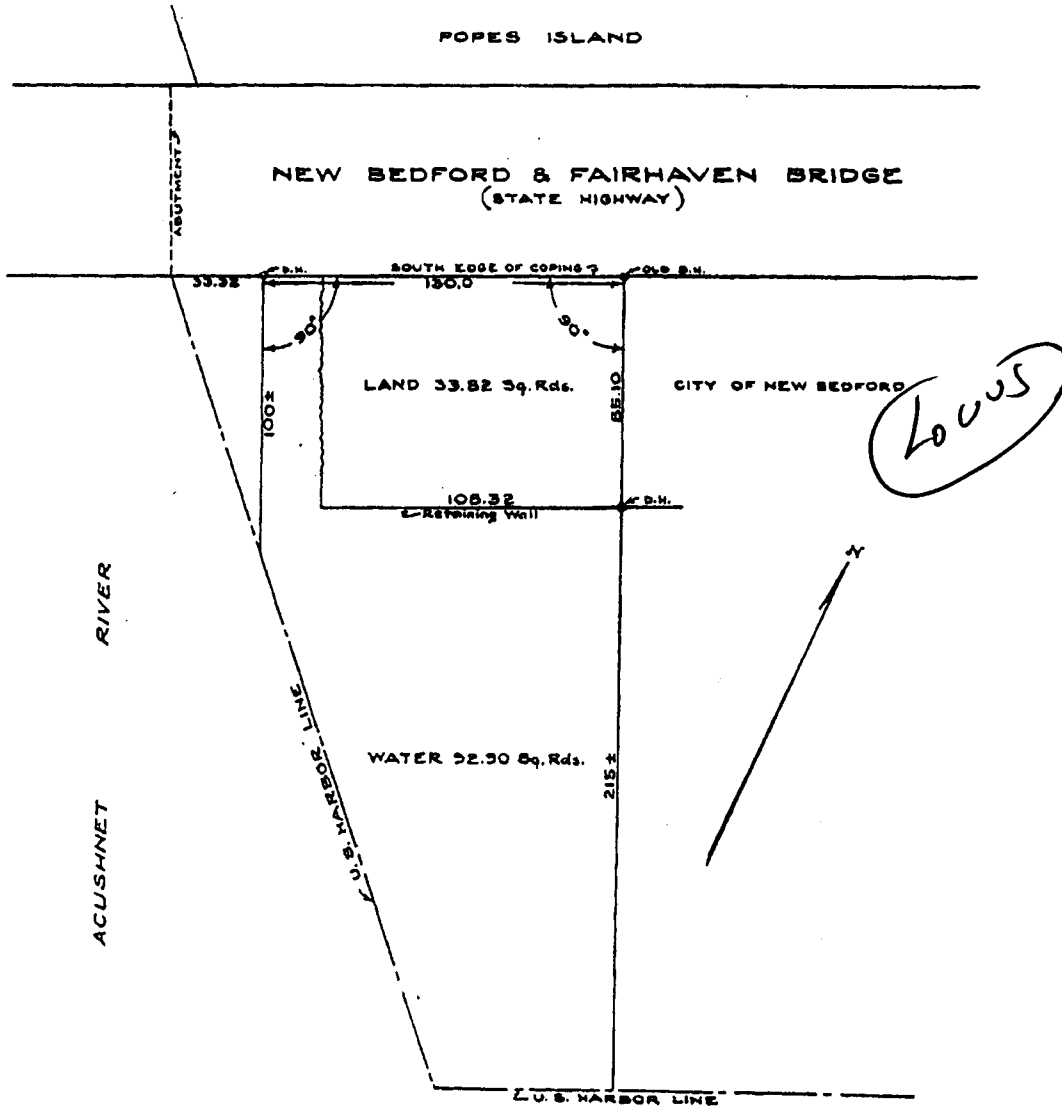 POPES ISLAND
ABUTMENT
NEW BEDFORD & FAIRHAVEN BRIDGE
(STATE HIGHWAY)
D.H.
SOUTH EDGE OF COPING
OLD D.H.
33.32
130.0
90°
90°
LAND 33.82 Sq.Rds.
CITY OF NEW BEDFORD
100±
85.10
Locus
108.32
D.H.
Retaining Wall
N
RIVER
U.S. HARBOR LINE
WATER 92.90 Sq.Rds.
215±
ACUSHNET
U.S. HARBOR LINE